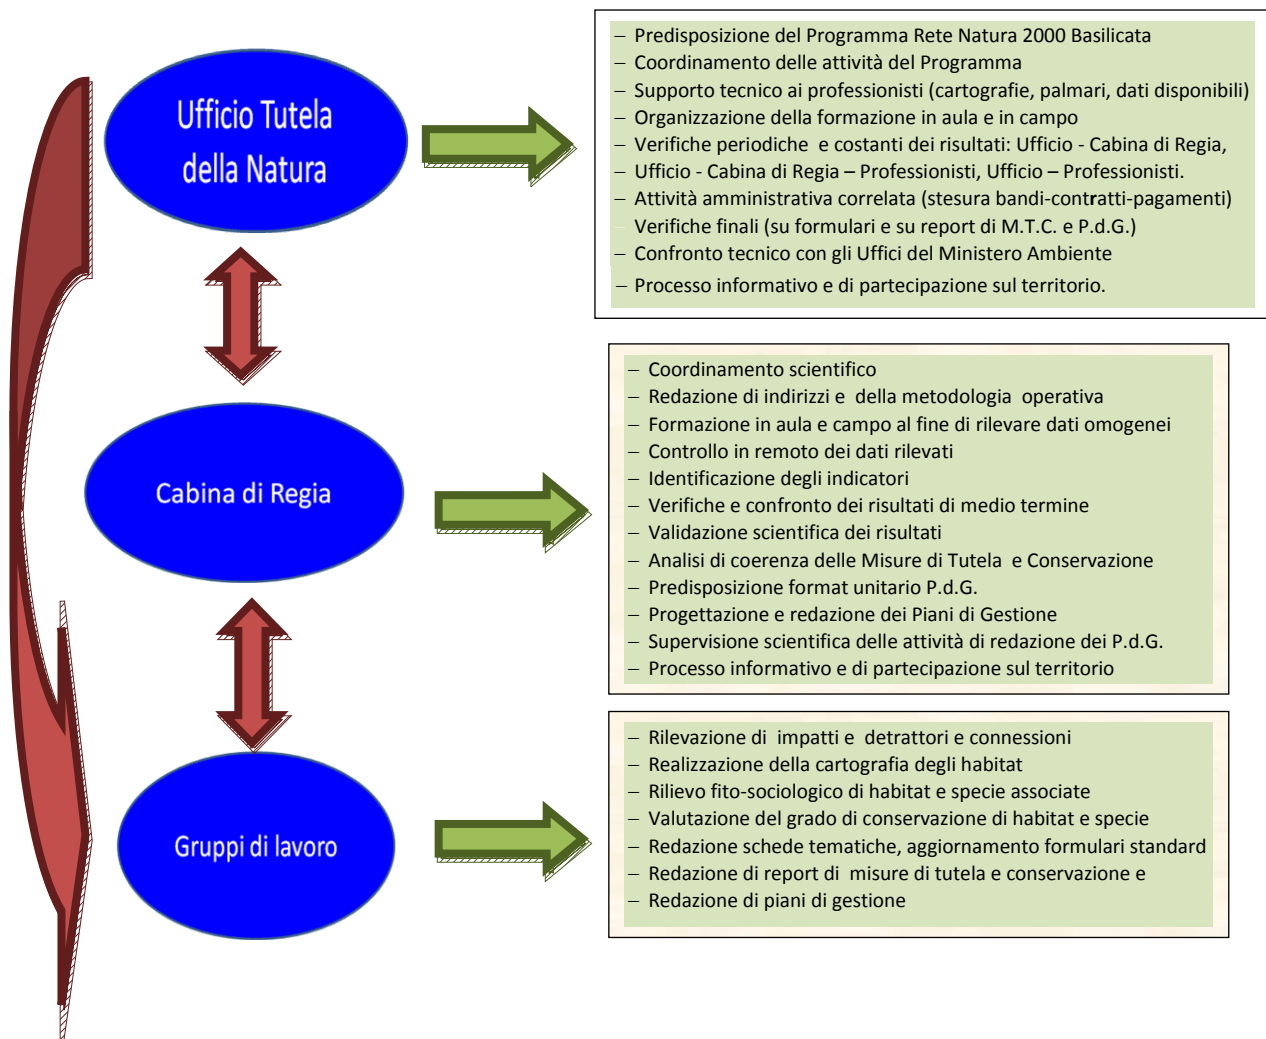 Ufficio Tutela
della Natura
– Predisposizione del Programma Rete Natura 2000 Basilicata
– Coordinamento delle attività del Programma
– Supporto tecnico ai professionisti (cartografie, palmari, dati disponibili)
– Organizzazione della formazione in aula e in campo
– Verifiche periodiche e costanti dei risultati: Ufficio - Cabina di Regia,
– Ufficio - Cabina di Regia – Professionisti, Ufficio – Professionisti.
– Attività amministrativa correlata (stesura bandi-contratti-pagamenti)
– Verifiche finali (su formulari e su report di M.T.C. e P.d.G.)
– Confronto tecnico con gli Uffici del Ministero Ambiente
– Processo informativo e di partecipazione sul territorio.
Cabina di Regia
– Coordinamento scientifico
– Redazione di indirizzi e della metodologia operativa
– Formazione in aula e campo al fine di rilevare dati omogenei
– Controllo in remoto dei dati rilevati
– Identificazione degli indicatori
– Verifiche e confronto dei risultati di medio termine
– Validazione scientifica dei risultati
– Analisi di coerenza delle Misure di Tutela e Conservazione
– Predisposizione format unitario P.d.G.
– Progettazione e redazione dei Piani di Gestione
– Supervisione scientifica delle attività di redazione dei P.d.G.
– Processo informativo e di partecipazione sul territorio
Gruppi di lavoro
– Rilevazione di impatti e detrattori e connessioni
– Realizzazione della cartografia degli habitat
– Rilievo fito-sociologico di habitat e specie associate
– Valutazione del grado di conservazione di habitat e specie
– Redazione schede tematiche, aggiornamento formulari standard
– Redazione di report di misure di tutela e conservazione e
– Redazione di piani di gestione